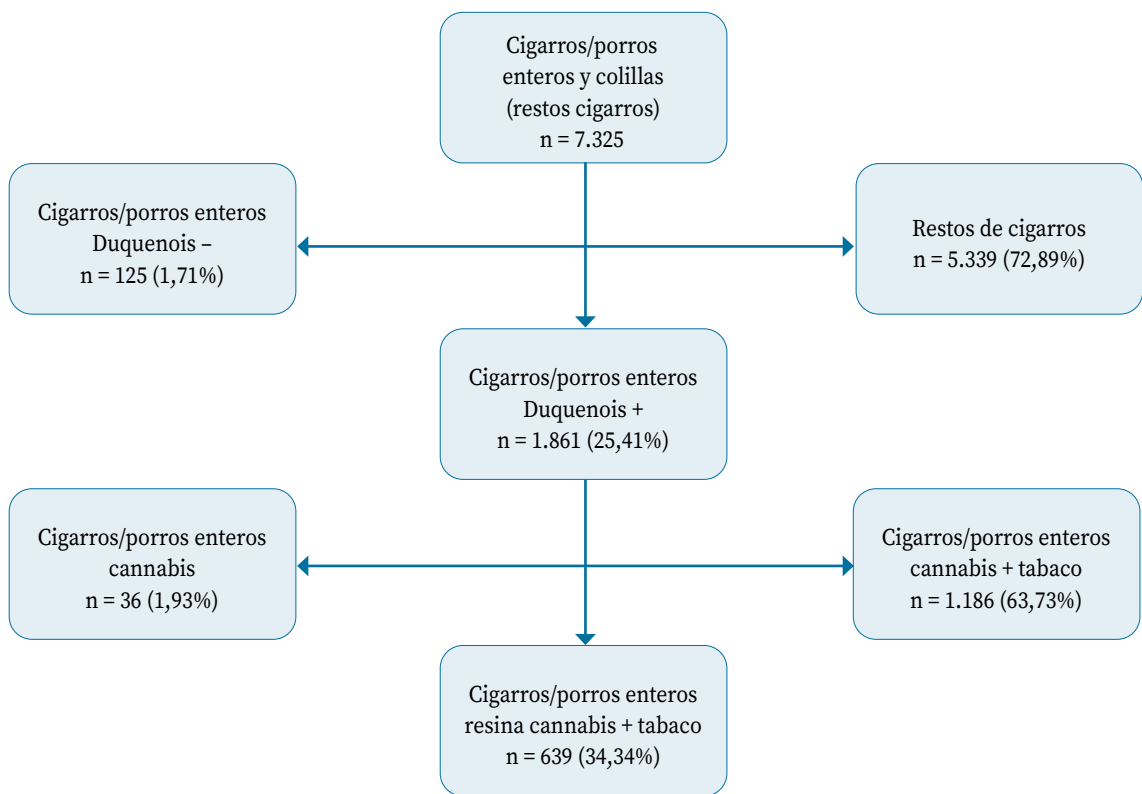 Cigarros/porros
enteros y colillas
(restos cigarros)
n = 7.325
Cigarros/porros enteros
Duquenois –
n = 125 (1,71%)
Restos de cigarros
n = 5.339 (72,89%)
Cigarros/porros enteros
Duquenois +
n = 1.861 (25,41%)
Cigarros/porros enteros
cannabis
n = 36 (1,93%)
Cigarros/porros enteros
cannabis + tabaco
n = 1.186 (63,73%)
Cigarros/porros enteros
resina cannabis + tabaco
n = 639 (34,34%)